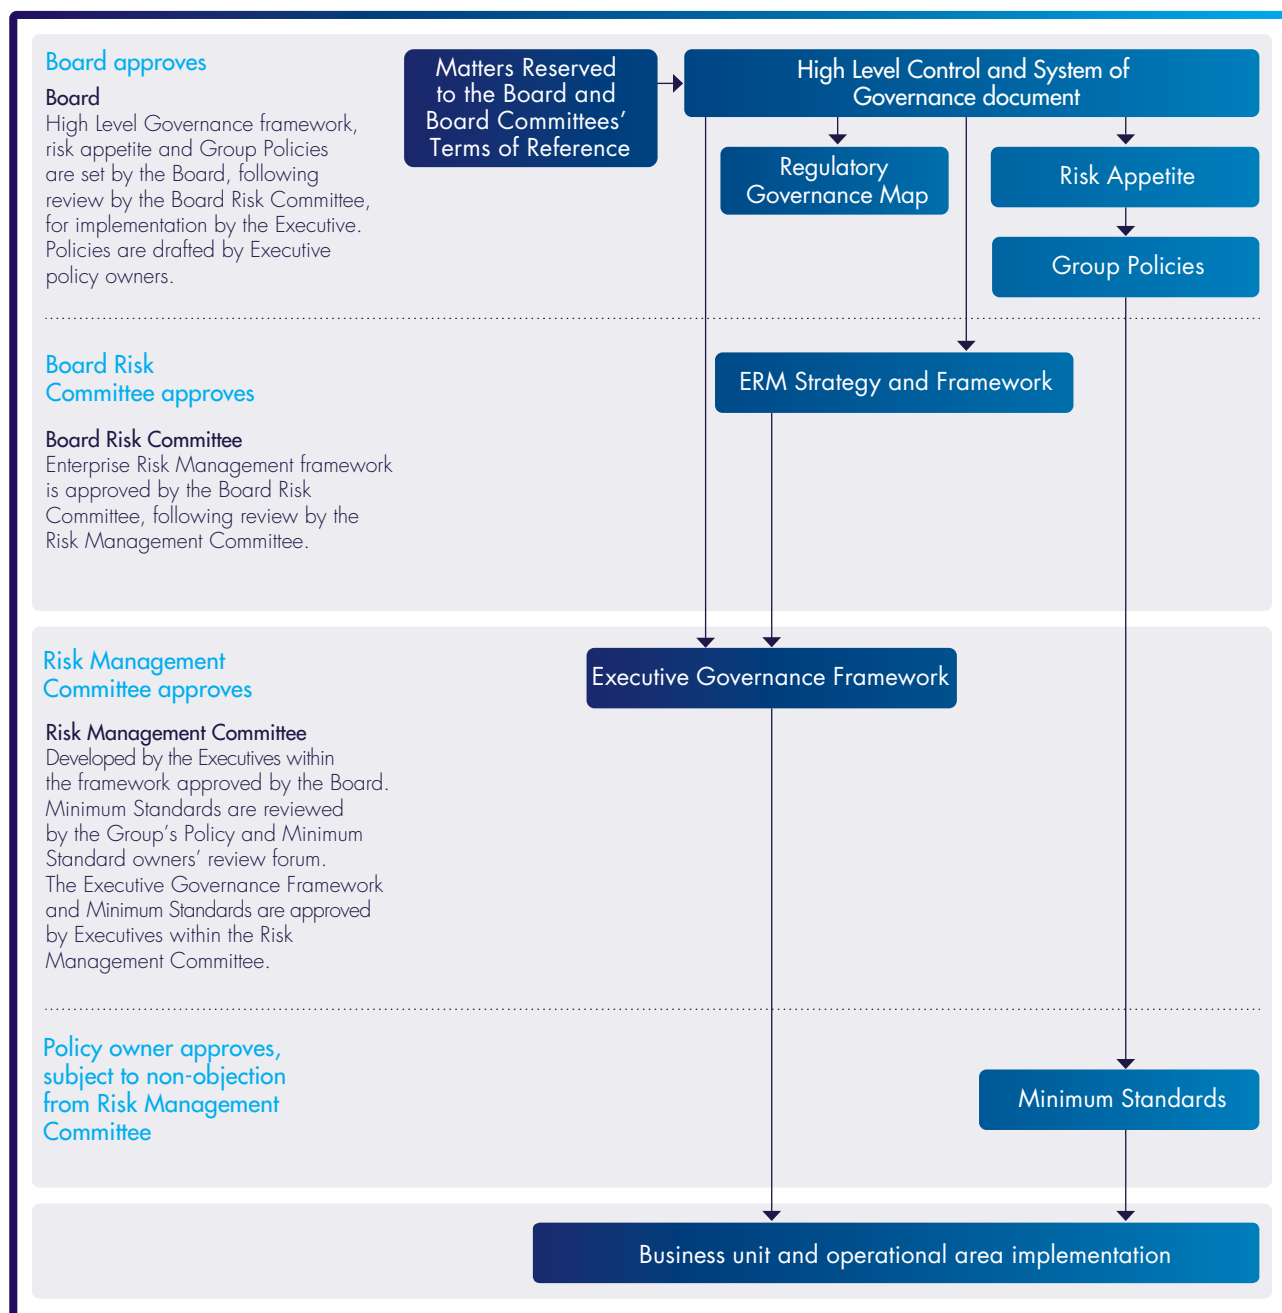 Board approves
Board
High Level Governance framework,
risk appetite and Group Policies
are set by the Board, following
review by the Board Risk Committee,
for implementation by the Executive.
Policies are drafted by Executive
policy owners.
Matters Reserved
to the Board and
Board Committees’
Terms of Reference
High Level Control and System of
Governance document
Regulatory
Governance Map
Risk Appetite
Group Policies
Board Risk
Committee approves
Board Risk Committee
Enterprise Risk Management framework
is approved by the Board Risk
Committee, following review by the
Risk Management Committee.
ERM Strategy and Framework
Risk Management
Committee approves
Risk Management Committee
Developed by the Executives within
the framework approved by the Board.
Minimum Standards are reviewed
by the Group’s Policy and Minimum
Standard owners’ review forum.
The Executive Governance Framework
and Minimum Standards are approved
by Executives within the Risk
Management Committee.
Executive Governance Framework
Policy owner approves,
subject to non-objection
from Risk Management
Committee
Minimum Standards
Business unit and operational area implementation